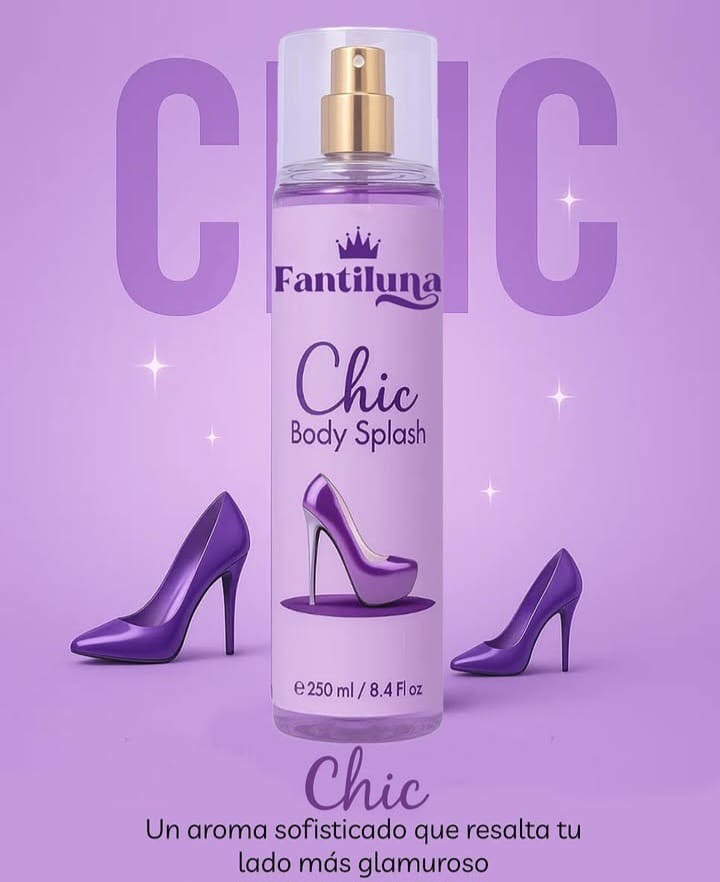 CHIC
Fantiluna
Chic
Body Splash
℮ 250 ml / 8.4 Fl oz
Chic
Un aroma sofisticado que resalta tu
lado más glamuroso